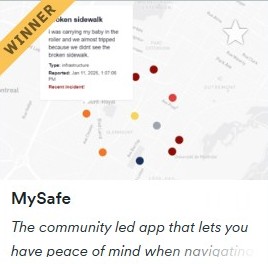 WINNER
Broken sidewalk
I was carrying my baby in the
roller and we almost tripped
because we didnt see the
broken sidewalk.
Type: infrastructure
Reported: Jan 11, 2026, 1:07:06
PM
Recent Incident!
MySafe
The community led app that lets you
have peace of mind when navigating